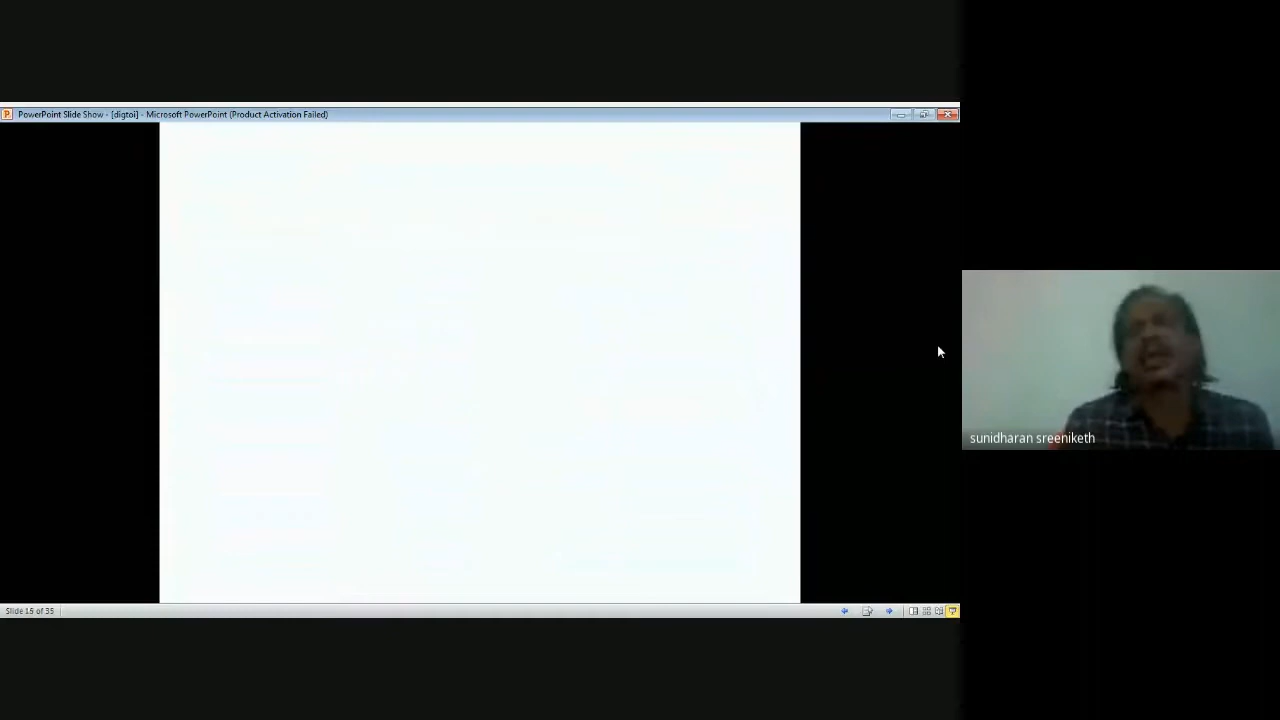 PowerPoint Slide Show - [digtoi] - Microsoft PowerPoint (Product Activation Failed)
sunidharan sreeniketh
Slide 15 of 35